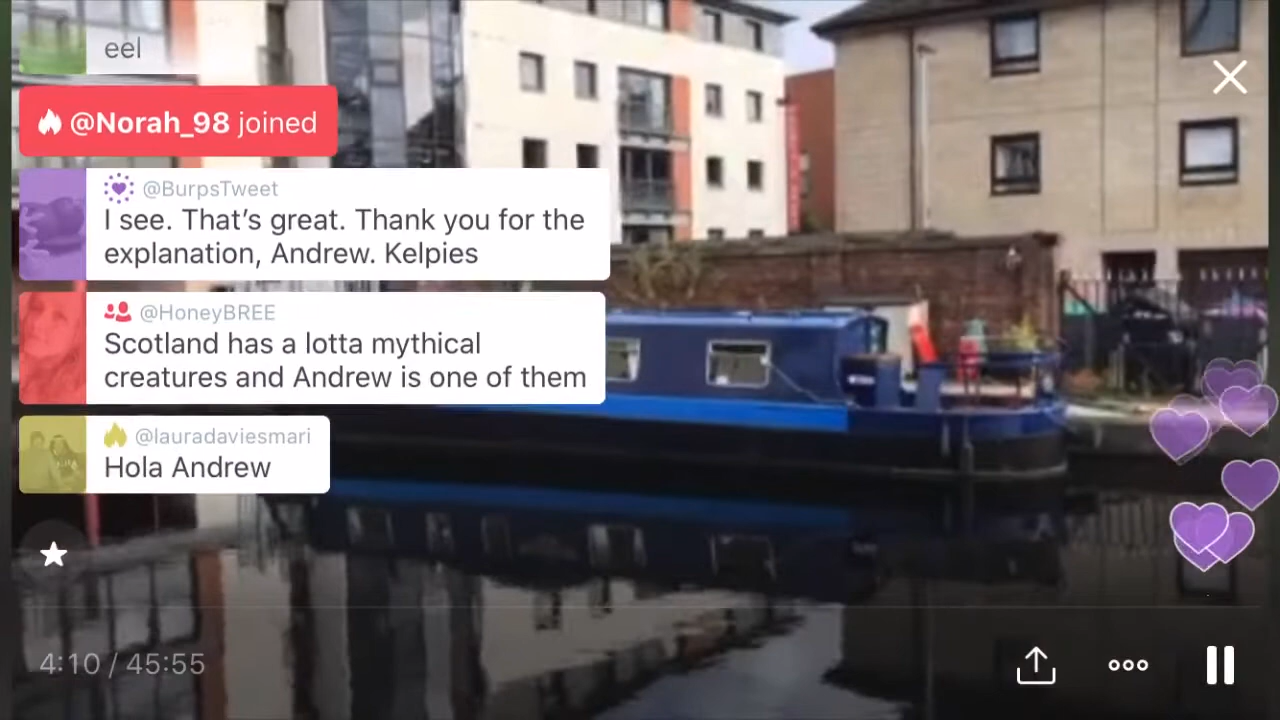 eel
@Norah_98 joined
@BurpsTweet
I see. That's great. Thank you for the
explanation, Andrew. Kelpies
@HoneyBREE
Scotland has a lotta mythical
creatures and Andrew is one of them
@lauradaviesmari
Hola Andrew
4:10 / 45:55